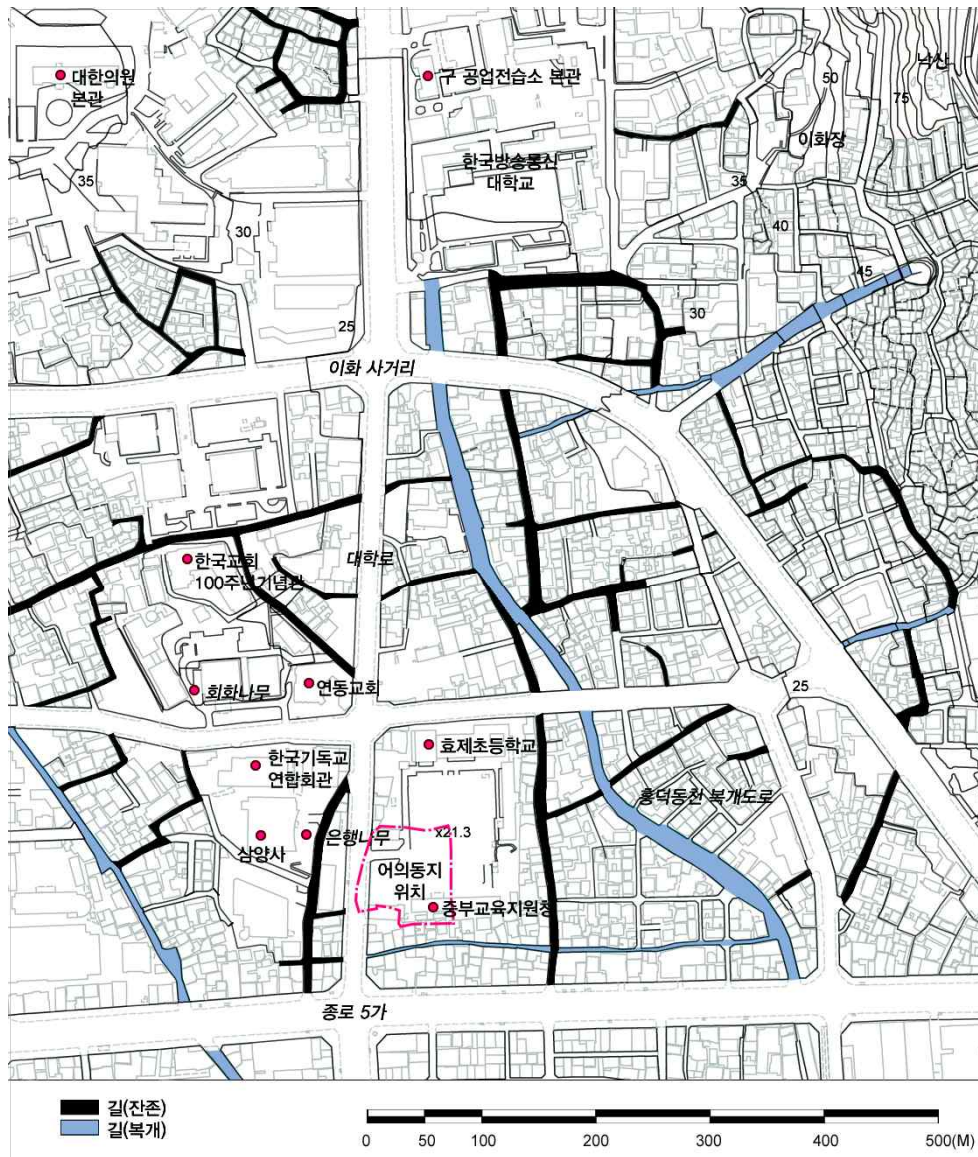 대한의원
본관
구 공업전습소 본관
50
낙산
75
이화장
한국방송통신
대학교
35
35
30
40
45
30
25
이화 사거리
대학로
한국교회
100주년기념관
회화나무
연동교회
25
한국기독교
연합회관
효제초등학교
홍덕동천 복개도로
삼양사
은행나무
x21.3
어의동지
위치
중부교육지원청
종로 5가
길(잔존)
길(복개)
0 50 100 200 300 400 500(M)